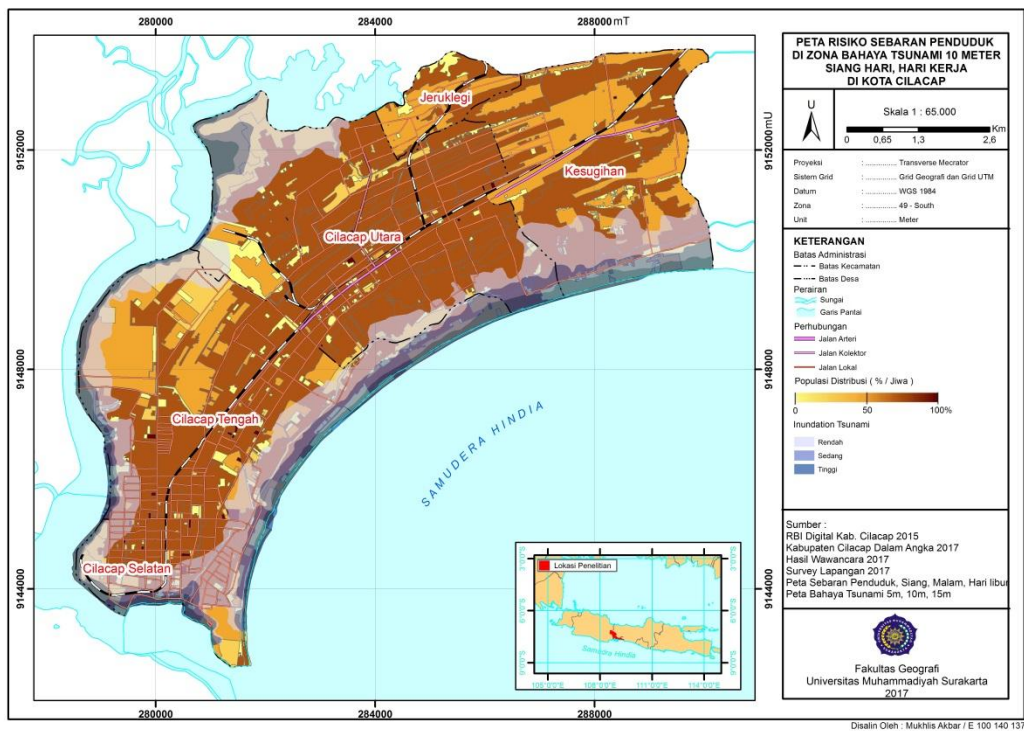 280000
284000
288000 mT
9152000
9148000
9144000
9152000 mU
9148000
9144000
280000
284000
288000
Jeruklegi
Kesugihan
Cilacap Utara
Cilacap Tengah
Cilacap Selatan
SAMUDERA HINDIA
Lokasi Penelitian
Samudra Hindia
105°0'0"E
108°0'0"E
111°0'0"E
114°0'0"E
PETA RISIKO SEBARAN PENDUDUK
DI ZONA BAHAYA TSUNAMI 10 METER
SIANG HARI, HARI KERJA
DI KOTA CILACAP
U
Skala 1 : 65.000
Km
0 0,65 1,3 2,6
Proyeksi : ............... Transverse Mecrator
Sistem Grid : ............... Grid Geografi dan Grid UTM
Datum : ............... WGS 1984
Zona : ............... 49 - South
Unit : ............... Meter
KETERANGAN
Batas Administrasi
Batas Kecamatan
Batas Desa
Perairan
Sungai
Garis Pantai
Perhubungan
Jalan Arteri
Jalan Kolektor
Jalan Lokal
Populasi Distribusi ( % / Jiwa )
0 50 100%
Inundation Tsunami
Rendah
Sedang
Tinggi
Sumber :
RBI Digital Kab. Cilacap 2015
Kabupaten Cilacap Dalam Angka 2017
Hasil Wawancara 2017
Survey Lapangan 2017
Peta Sebaran Penduduk, Siang, Malam, Hari libur
Peta Bahaya Tsunami 5m, 10m, 15m
Fakultas Geografi
Universitas Muhammadiyah Surakarta
2017
Disalin Oleh : Mukhlis Akbar / E 100 140 137